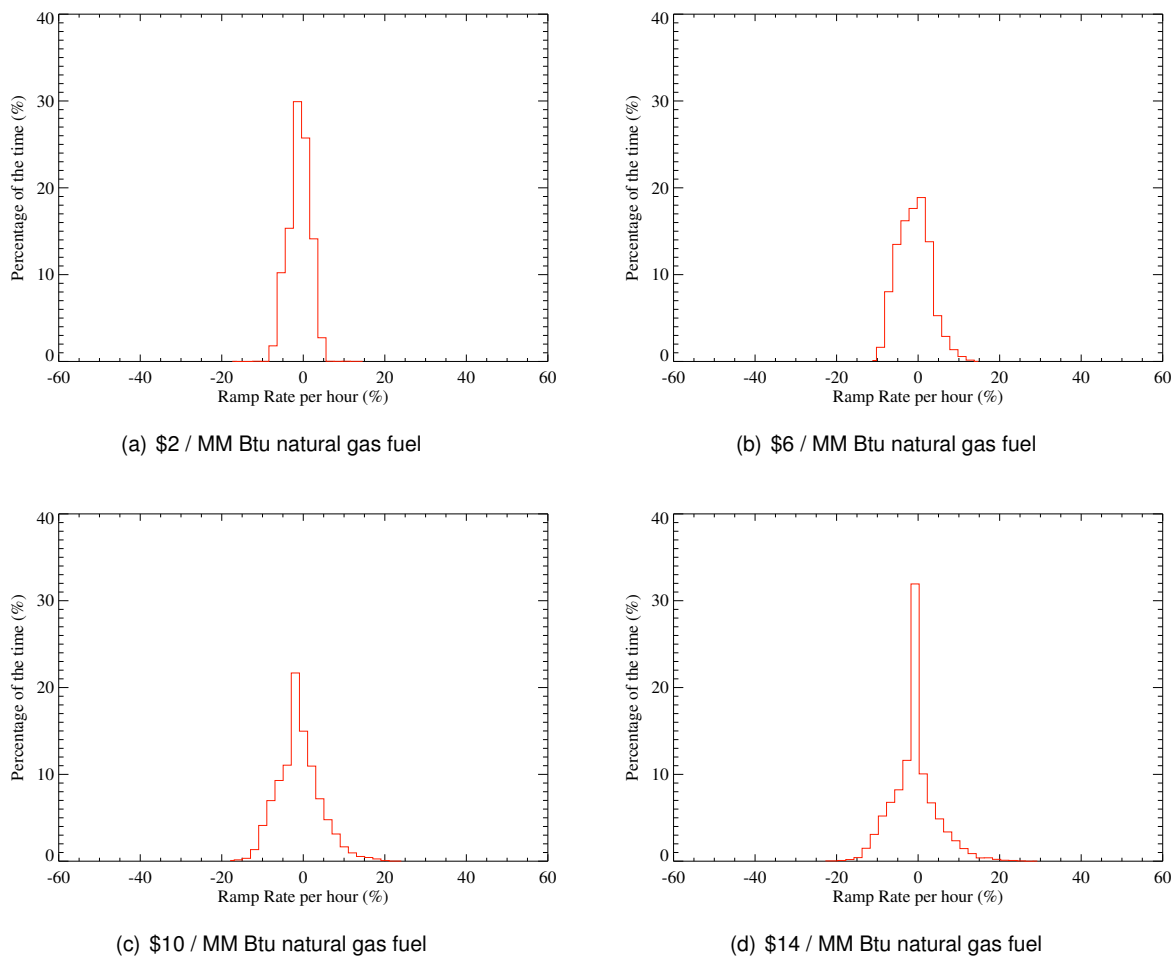 40
30
20
10
0
Percentage of the time (%)
-60 -40 -20 0 20 40 60
Ramp Rate per hour (%)
(a) $2 / MM Btu natural gas fuel
40
30
20
10
0
Percentage of the time (%)
-60 -40 -20 0 20 40 60
Ramp Rate per hour (%)
(b) $6 / MM Btu natural gas fuel
40
30
20
10
0
Percentage of the time (%)
-60 -40 -20 0 20 40 60
Ramp Rate per hour (%)
(c) $10 / MM Btu natural gas fuel
40
30
20
10
0
Percentage of the time (%)
-60 -40 -20 0 20 40 60
Ramp Rate per hour (%)
(d) $14 / MM Btu natural gas fuel